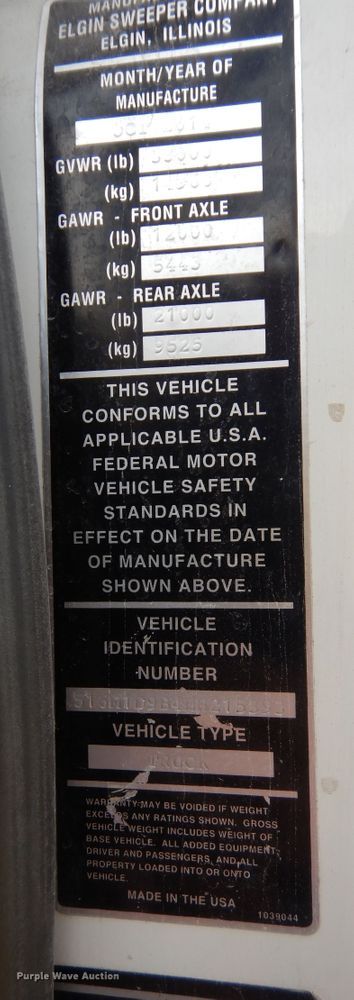 ELGIN SWEEPER COMPANY
ELGIN, ILLINOIS
MONTH/YEAR OF
MANUFACTURE
GVWR (lb)
(kg)
GAWR - FRONT AXLE
(lb) 12000
(kg) 5443
GAWR - REAR AXLE
(lb) 21000
(kg) 9525
THIS VEHICLE
CONFORMS TO ALL
APPLICABLE U.S.A.
FEDERAL MOTOR
VEHICLE SAFETY
STANDARDS IN
EFFECT ON THE DATE
OF MANUFACTURE
SHOWN ABOVE.
VEHICLE
IDENTIFICATION
NUMBER
VEHICLE TYPE
TRUCK
WARRANTY MAY BE VOIDED IF WEIGHT
EXCEEDS ANY RATINGS SHOWN. GROSS
VEHICLE WEIGHT INCLUDES WEIGHT OF
BASE VEHICLE. ALL ADDED EQUIPMENT,
DRIVER AND PASSENGERS, AND ALL
PROPERTY LOADED INTO OR ONTO
VEHICLE.
MADE IN THE USA
1039044
Purple Wave Auction